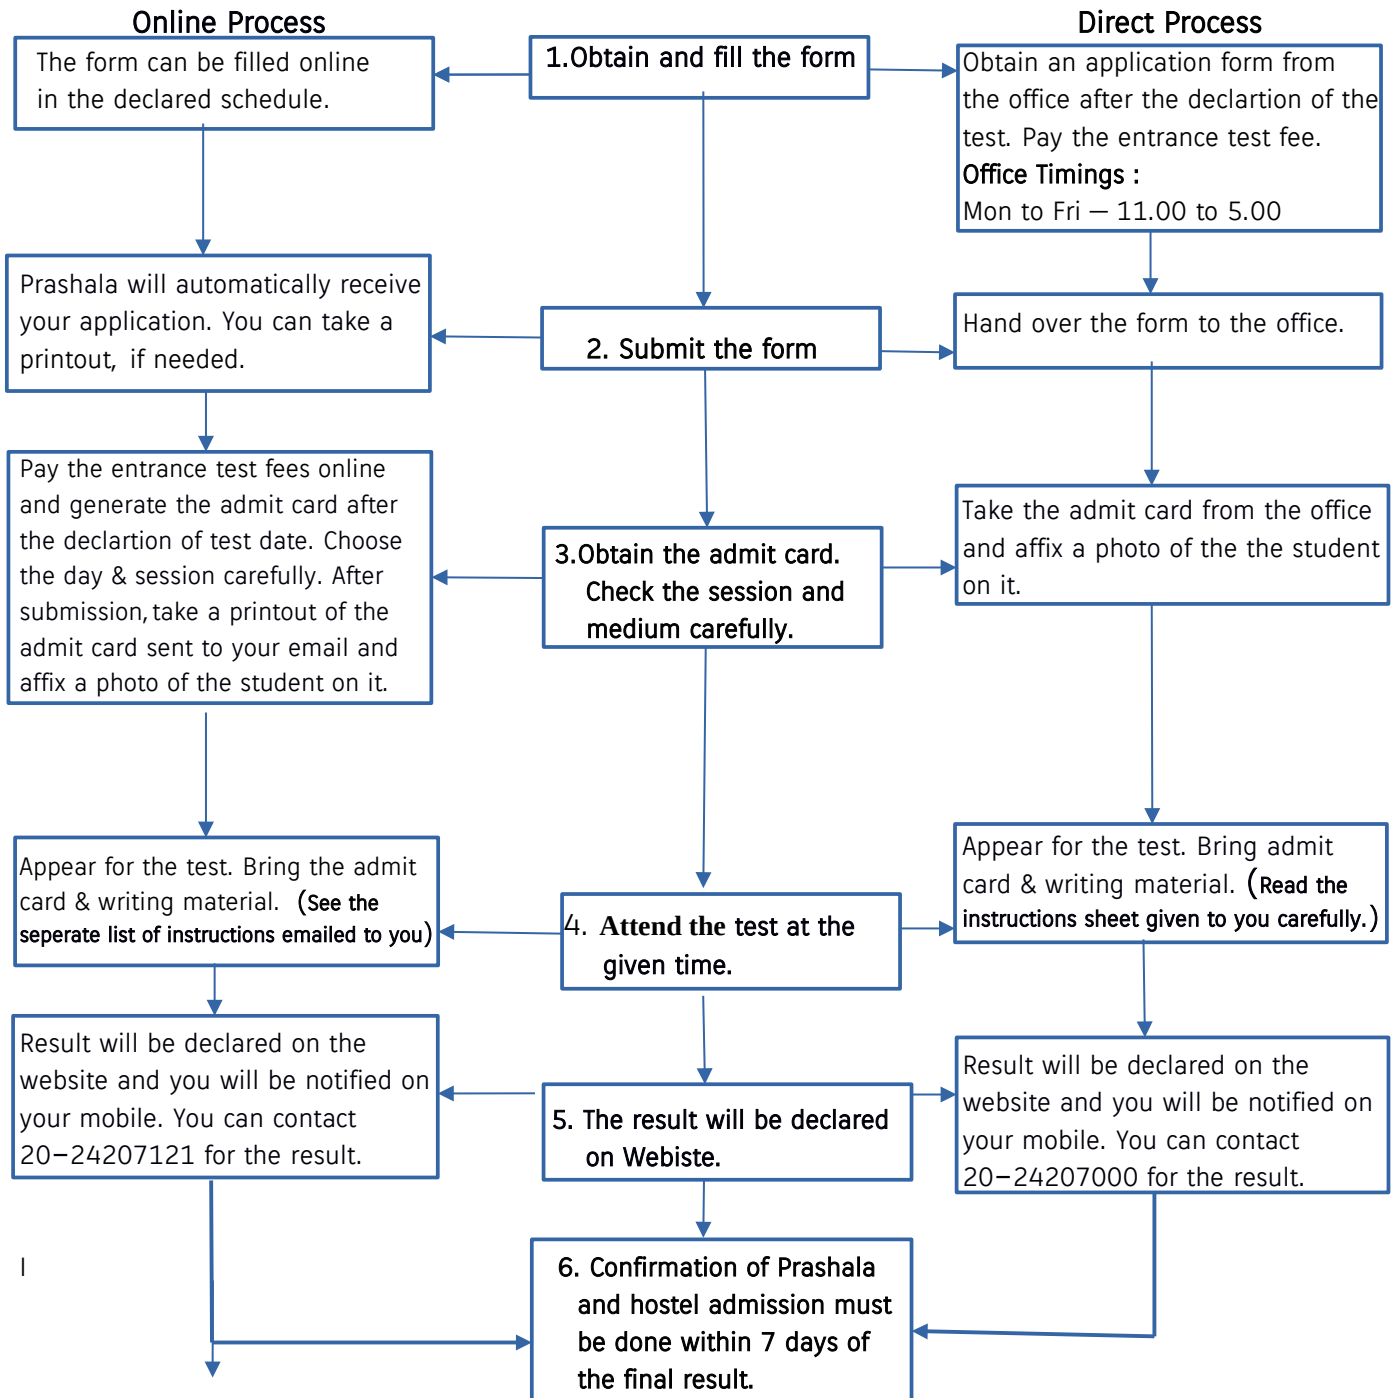 Online Process
Direct Process
1.Obtain and fill the form
The form can be filled online
in the declared schedule.
Obtain an application form from
the office after the declartion of the
test. Pay the entrance test fee.
Office Timings :
Mon to Fri – 11.00 to 5.00
Prashala will automatically receive
your application. You can take a
printout, if needed.
2. Submit the form
Hand over the form to the office.
Pay the entrance test fees online
and generate the admit card after
the declartion of test date. Choose
the day & session carefully. After
submission, take a printout of the
admit card sent to your email and
affix a photo of the student on it.
3.Obtain the admit card.
Check the session and
medium carefully.
Take the admit card from the office
and affix a photo of the the student
on it.
Appear for the test. Bring the admit
card & writing material. (See the
seperate list of instructions emailed to you)
4. Attend the test at the
given time.
Appear for the test. Bring admit
card & writing material. (Read the
instructions sheet given to you carefully.)
Result will be declared on the
website and you will be notified on
your mobile. You can contact
20–24207121 for the result.
5. The result will be declared
on Webiste.
Result will be declared on the
website and you will be notified on
your mobile. You can contact
20–24207000 for the result.
l
6. Confirmation of Prashala
and hostel admission must
be done within 7 days of
the final result.